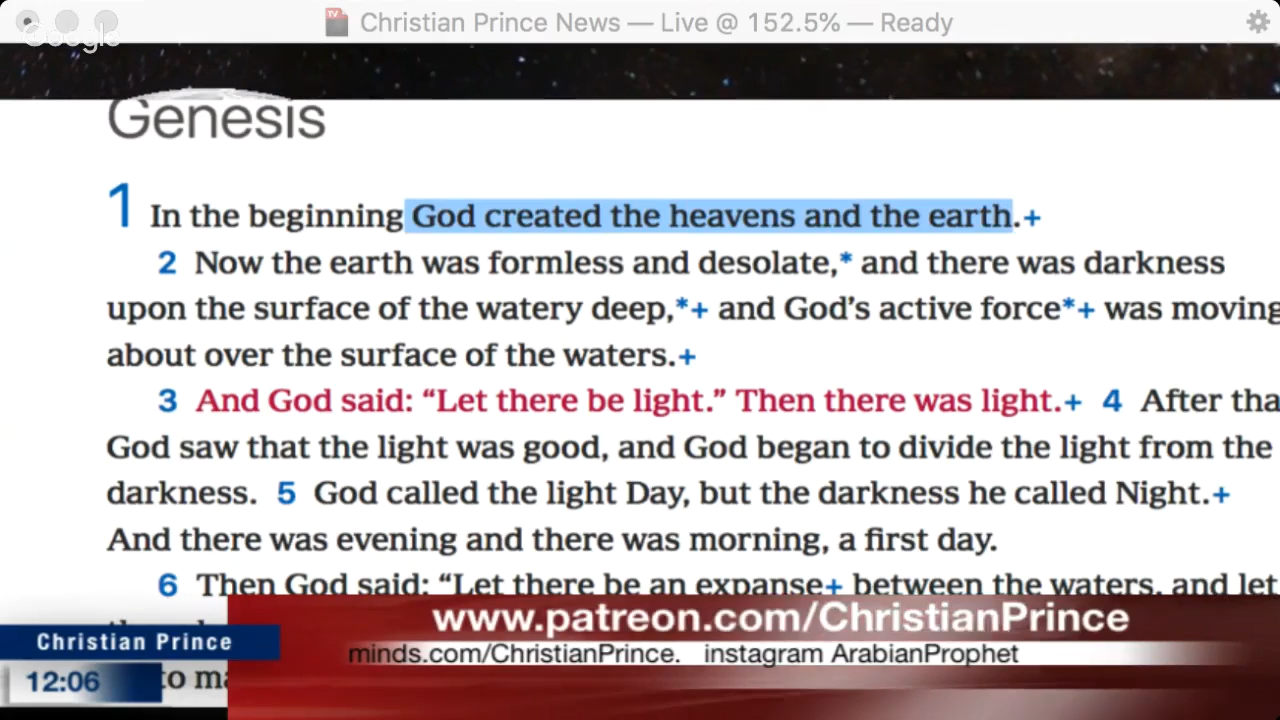 Christian Prince News — Live @ 152.5% — Ready
Google
Genesis
1 In the beginning God created the heavens and the earth.+
2 Now the earth was formless and desolate,* and there was darkness
upon the surface of the watery deep,*+ and God’s active force*+ was moving
about over the surface of the waters.+
3 And God said: “Let there be light.” Then there was light.+ 4 After tha
God saw that the light was good, and God began to divide the light from the
darkness. 5 God called the light Day, but the darkness he called Night.+
And there was evening and there was morning, a first day.
6 Then God said: “Let there be an expanse+ between the waters, and let
www.patreon.com/ChristianPrince
Christian Prince
minds.com/ChristianPrince. instagram ArabianProphet
12:06
to ma